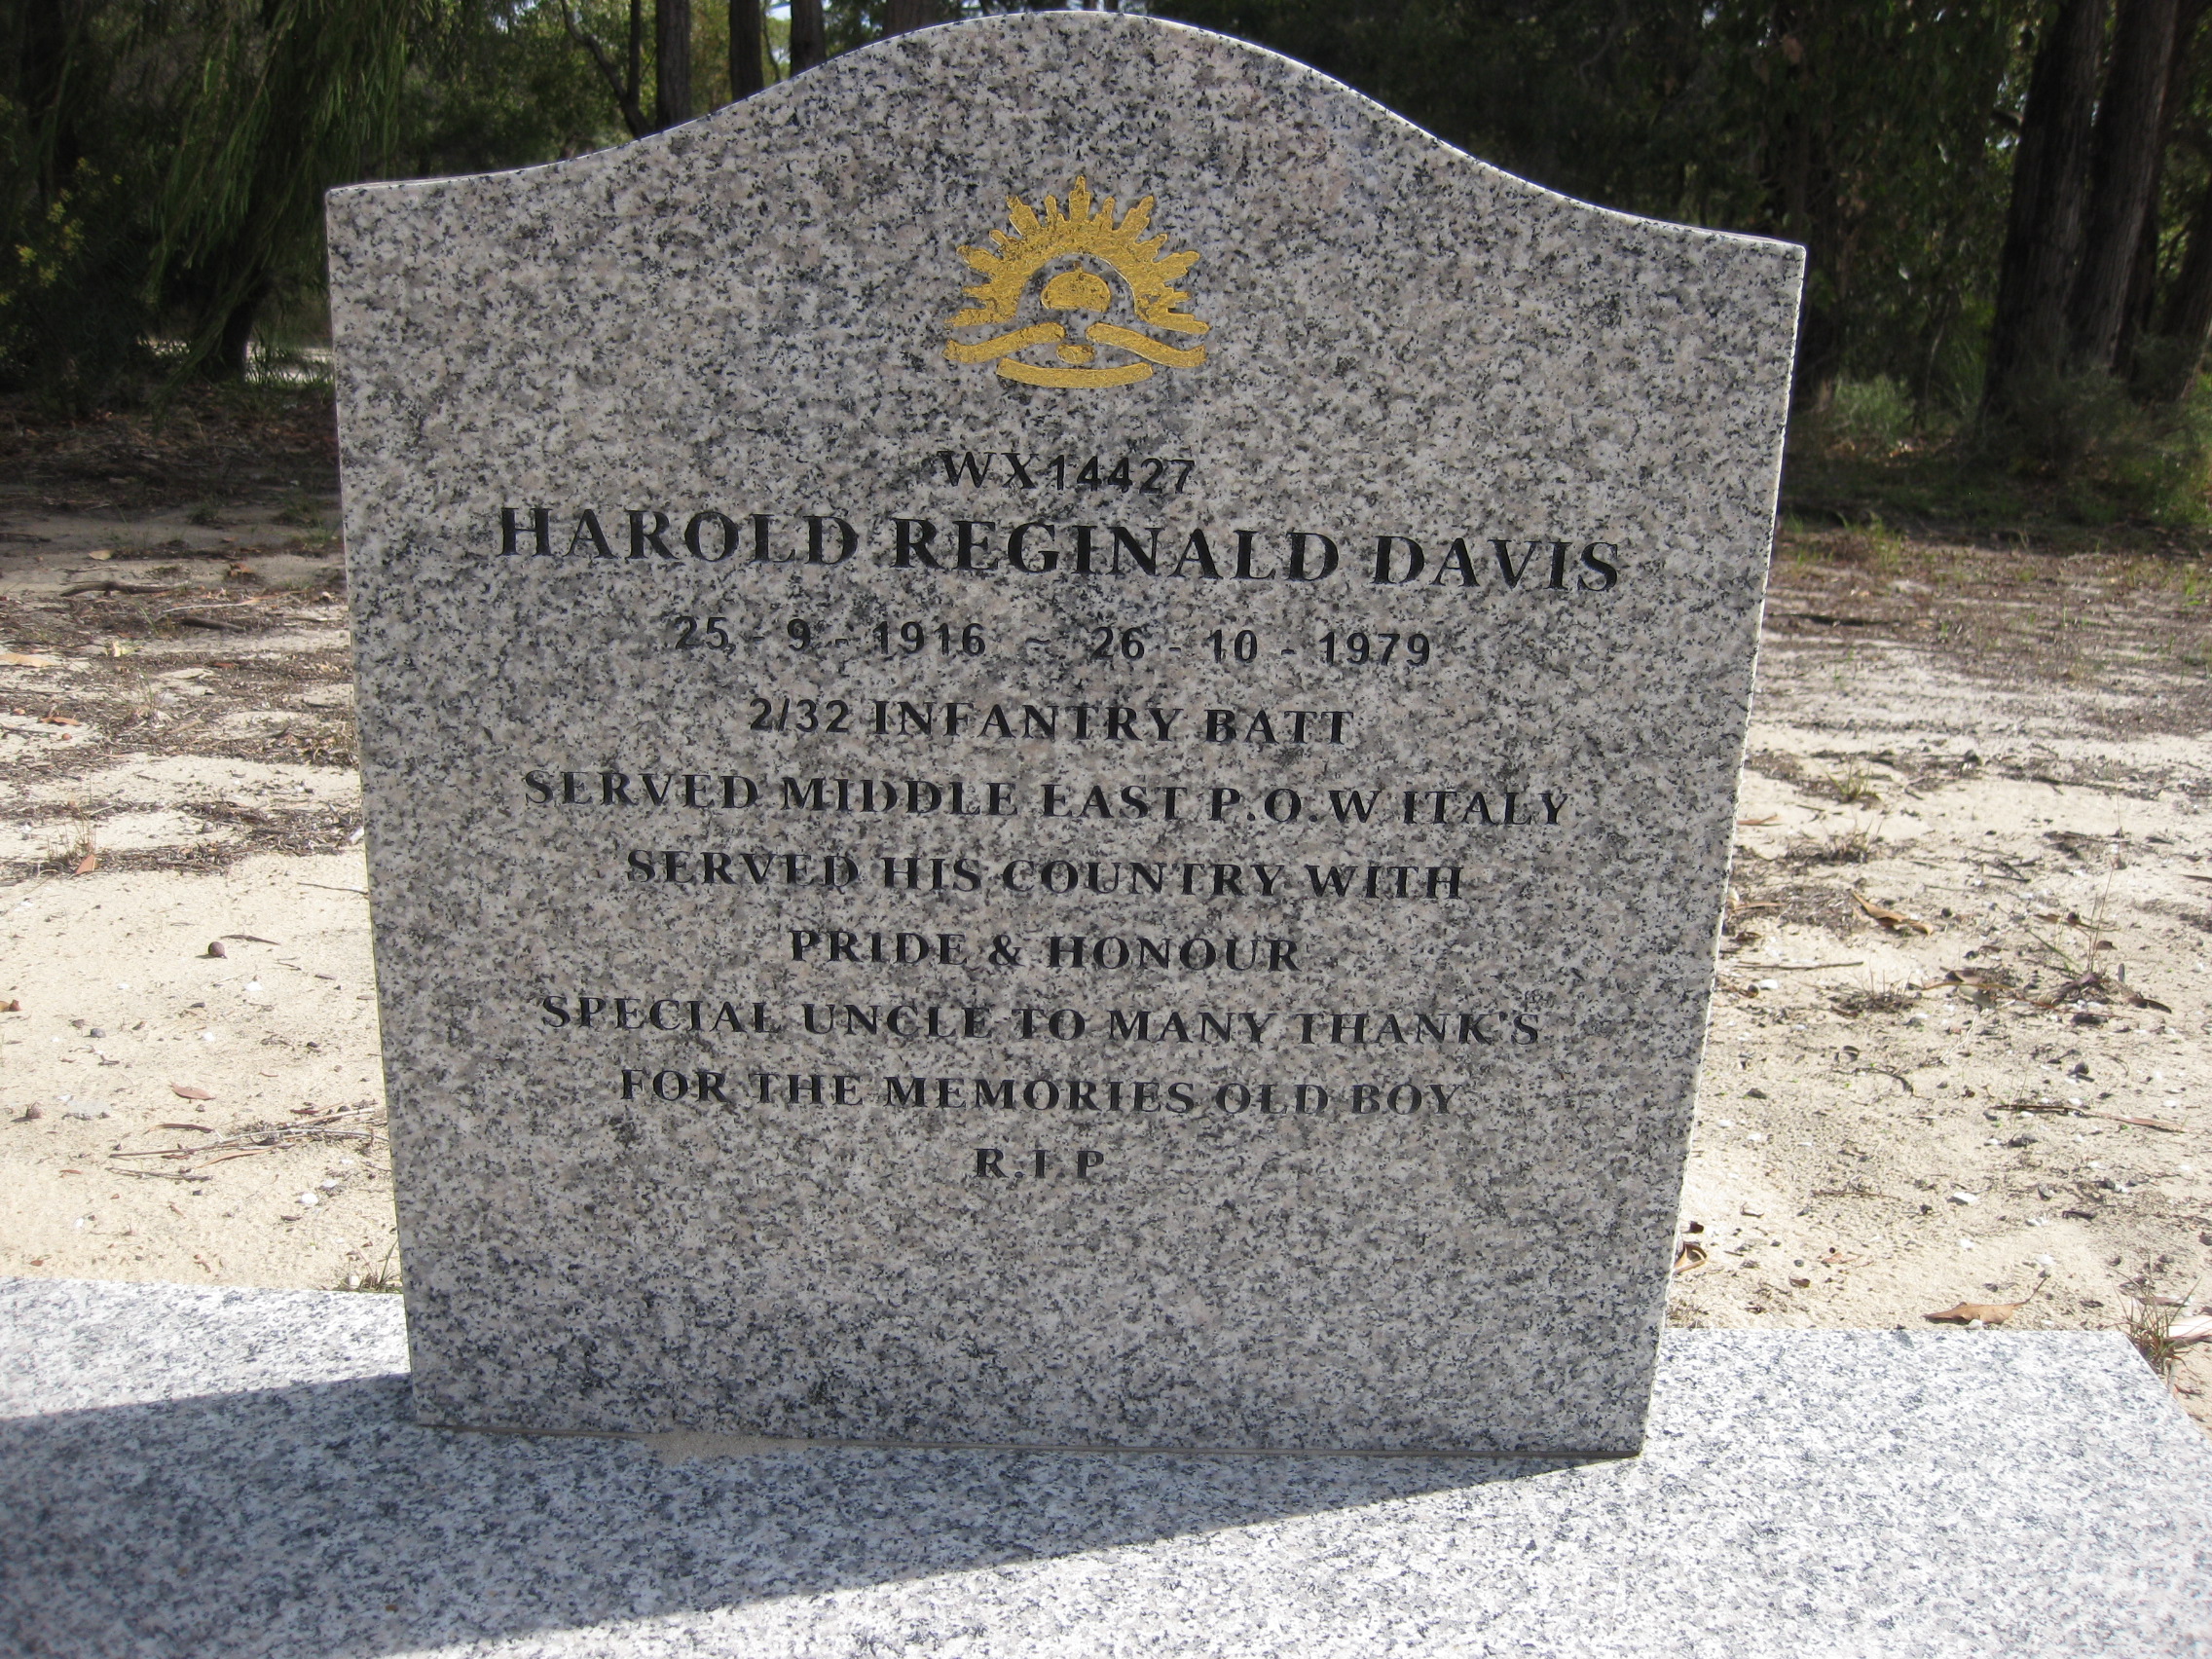 WX14427
HAROLD REGINALD DAVIS
25 - 9 - 1916 ~ 26 - 10 - 1979
2/32 INFANTRY BATT
SERVED MIDDLE EAST P.O.W ITALY
SERVED HIS COUNTRY WITH
PRIDE & HONOUR
SPECIAL UNCLE TO MANY THANK'S
FOR THE MEMORIES OLD BOY
R.I P